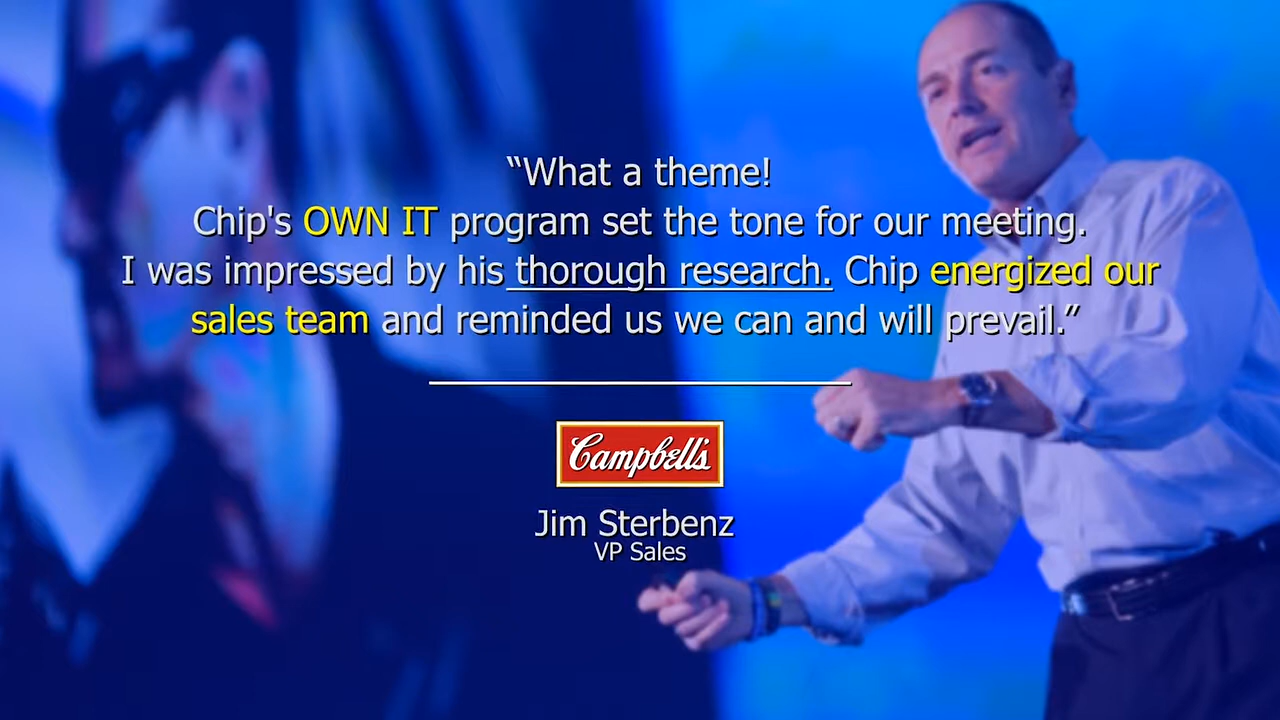 “What a theme!
Chip's OWN IT program set the tone for our meeting.
I was impressed by his thorough research. Chip energized our
sales team and reminded us we can and will prevail.”
Campbell's
Jim Sterbenz
VP Sales